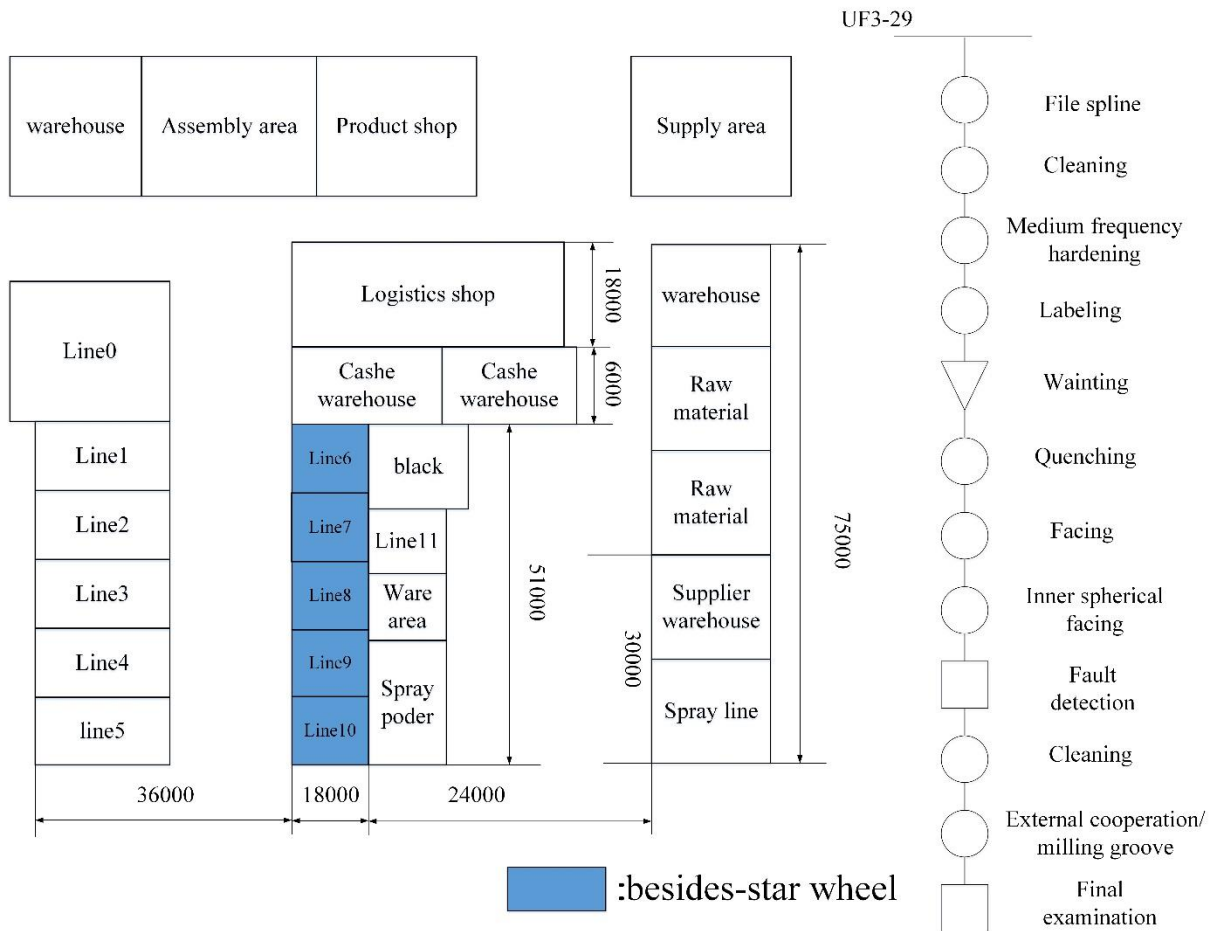 UF3-29
warehouse
Assembly area
Product shop
Supply area
Line0
Line1
Line2
Line3
Line4
line5
Logistics shop
18000
Cashe
warehouse
Cashe
warehouse
6000
Line6
Line7
Line8
Line9
Line10
black
Line11
Ware
area
Spray
poder
51000
warehouse
Raw
material
Raw
material
Supplier
warehouse
Spray line
30000
75000
36000
18000
24000
:besides-star wheel
File spline
Cleaning
Medium frequency
hardening
Labeling
Wainting
Quenching
Facing
Inner spherical
facing
Fault
detection
Cleaning
External cooperation/
milling groove
Final
examination